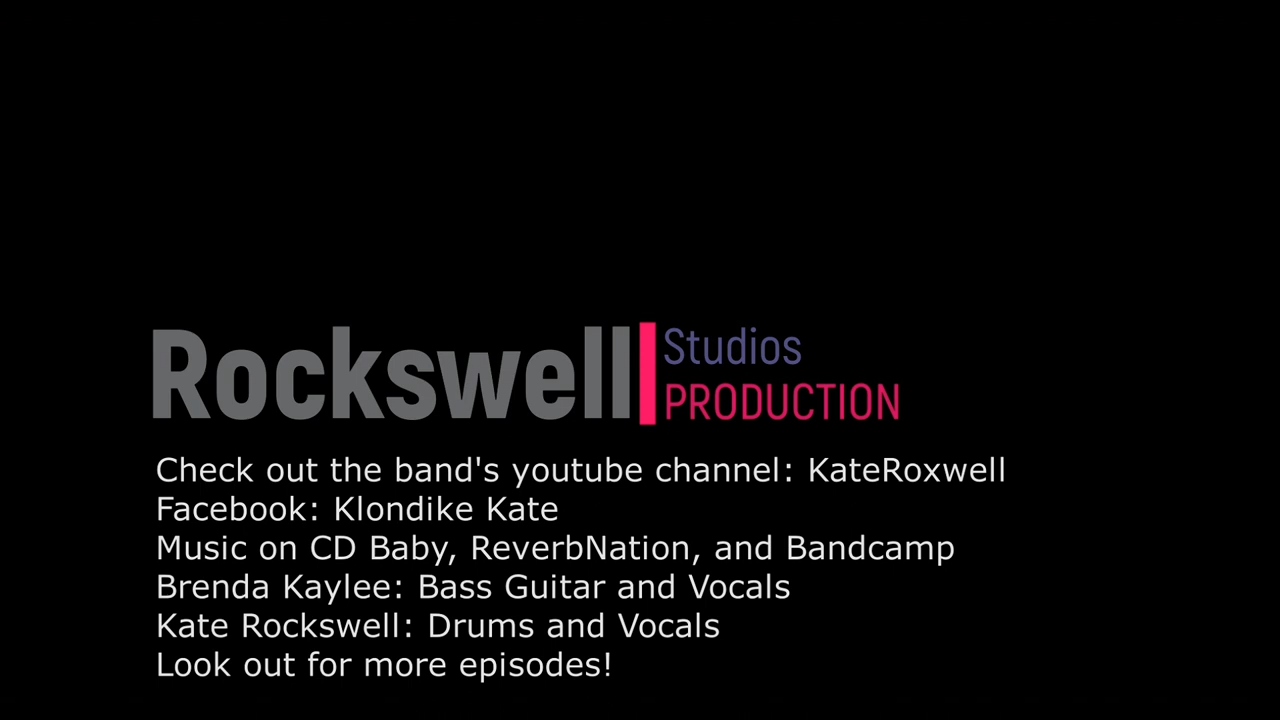 Rockswell
Studios
PRODUCTION
Check out the band's youtube channel: KateRoxwell
Facebook: Klondike Kate
Music on CD Baby, ReverbNation, and Bandcamp
Brenda Kaylee: Bass Guitar and Vocals
Kate Rockswell: Drums and Vocals
Look out for more episodes!